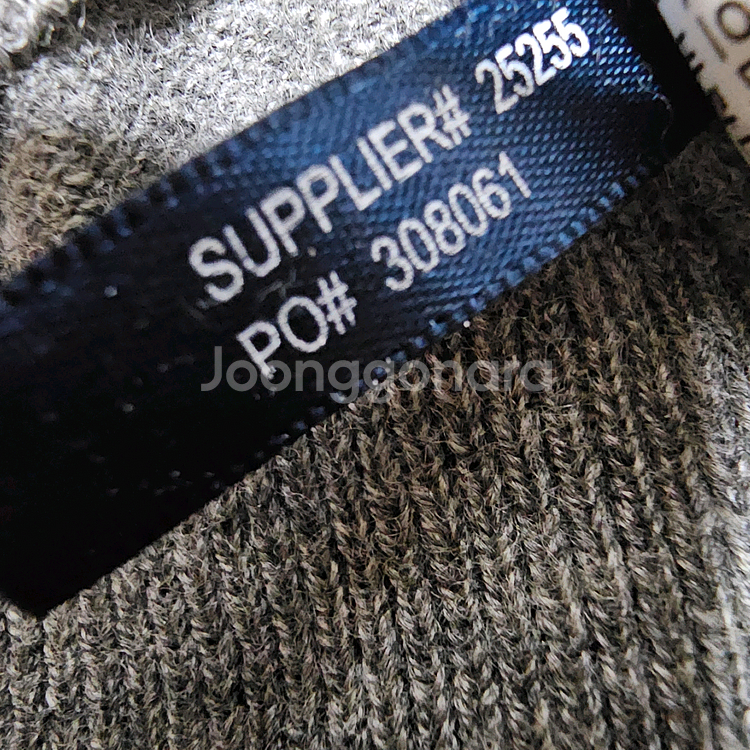 SUPPLIER# 25255
PO# 308061
Joonggonara